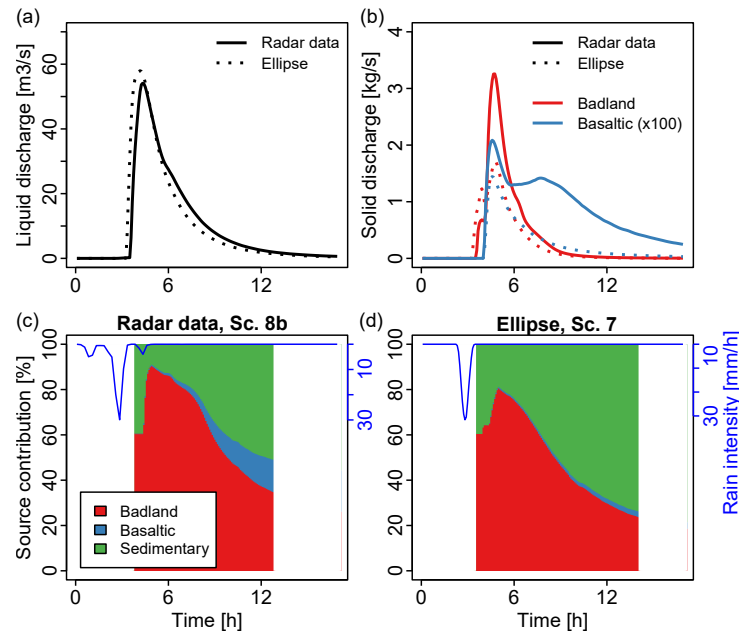 (a)
Liquid discharge [m3/s]
0 20 40 60
0 6 12
Radar data
Ellipse
(b)
Solid discharge [kg/s]
0 1 2 3
0 6 12
Radar data
Ellipse
Badland
Basaltic (x100)
(c)
Radar data, Sc. 8b
Source contribution [%]
0 20 40 60 80 100
10 30
Badland
Basaltic
Sedimentary
0 6 12
Time [h]
(d)
Ellipse, Sc. 7
0 20 40 60 80 100
10 30
Rain intensity [mm/h]
0 6 12
Time [h]